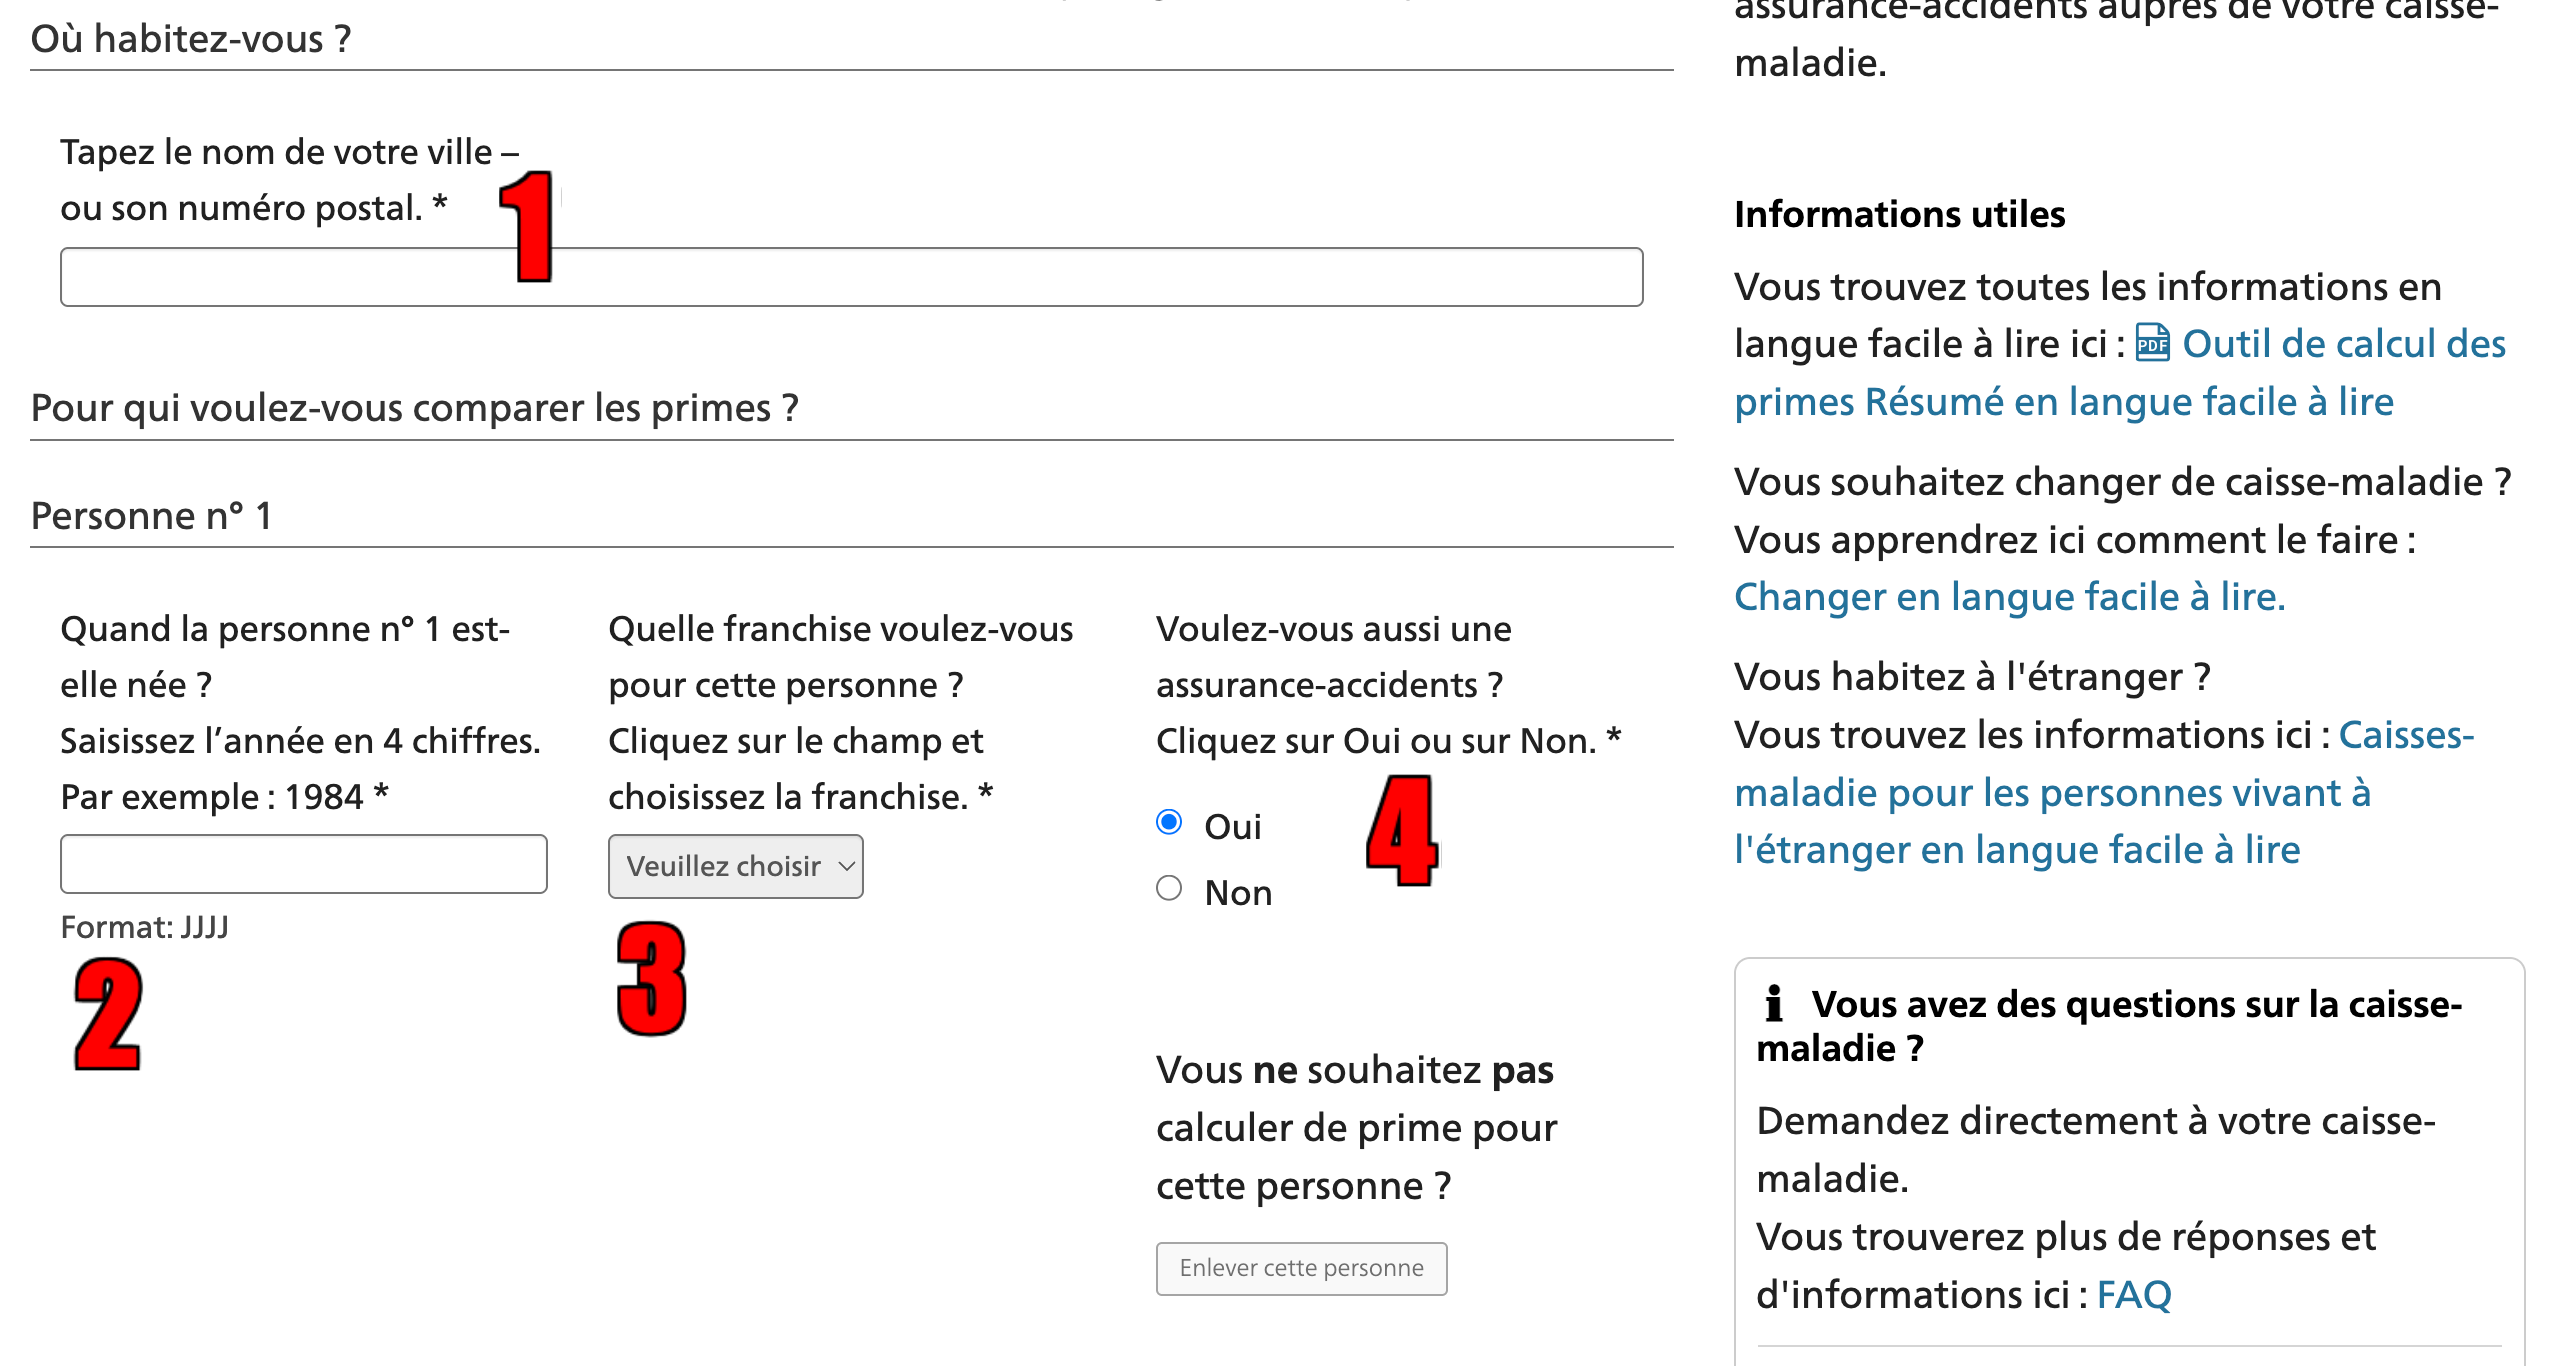 Où habitez-vous ?
Tapez le nom de votre ville –
ou son numéro postal. *
1
Pour qui voulez-vous comparer les primes ?
Personne n° 1
Quand la personne n° 1 est-
elle née ?
Saisissez l’année en 4 chiffres.
Par exemple : 1984 *
Format: JJJJ
2
Quelle franchise voulez-vous
pour cette personne ?
Cliquez sur le champ et
choisissez la franchise. *
Veuillez choisir
3
Voulez-vous aussi une
assurance-accidents ?
Cliquez sur Oui ou sur Non. *
Oui
Non
4
Vous ne souhaitez pas
calculer de prime pour
cette personne ?
Enlever cette personne
assurance-accidents auprès de votre caisse-
maladie.
Informations utiles
Vous trouvez toutes les informations en
langue facile à lire ici : PDF Outil de calcul des
primes Résumé en langue facile à lire
Vous souhaitez changer de caisse-maladie ?
Vous apprendrez ici comment le faire :
Changer en langue facile à lire.
Vous habitez à l'étranger ?
Vous trouvez les informations ici : Caisses-
maladie pour les personnes vivant à
l'étranger en langue facile à lire
i Vous avez des questions sur la caisse-
maladie ?
Demandez directement à votre caisse-
maladie.
Vous trouverez plus de réponses et
d'informations ici : FAQ